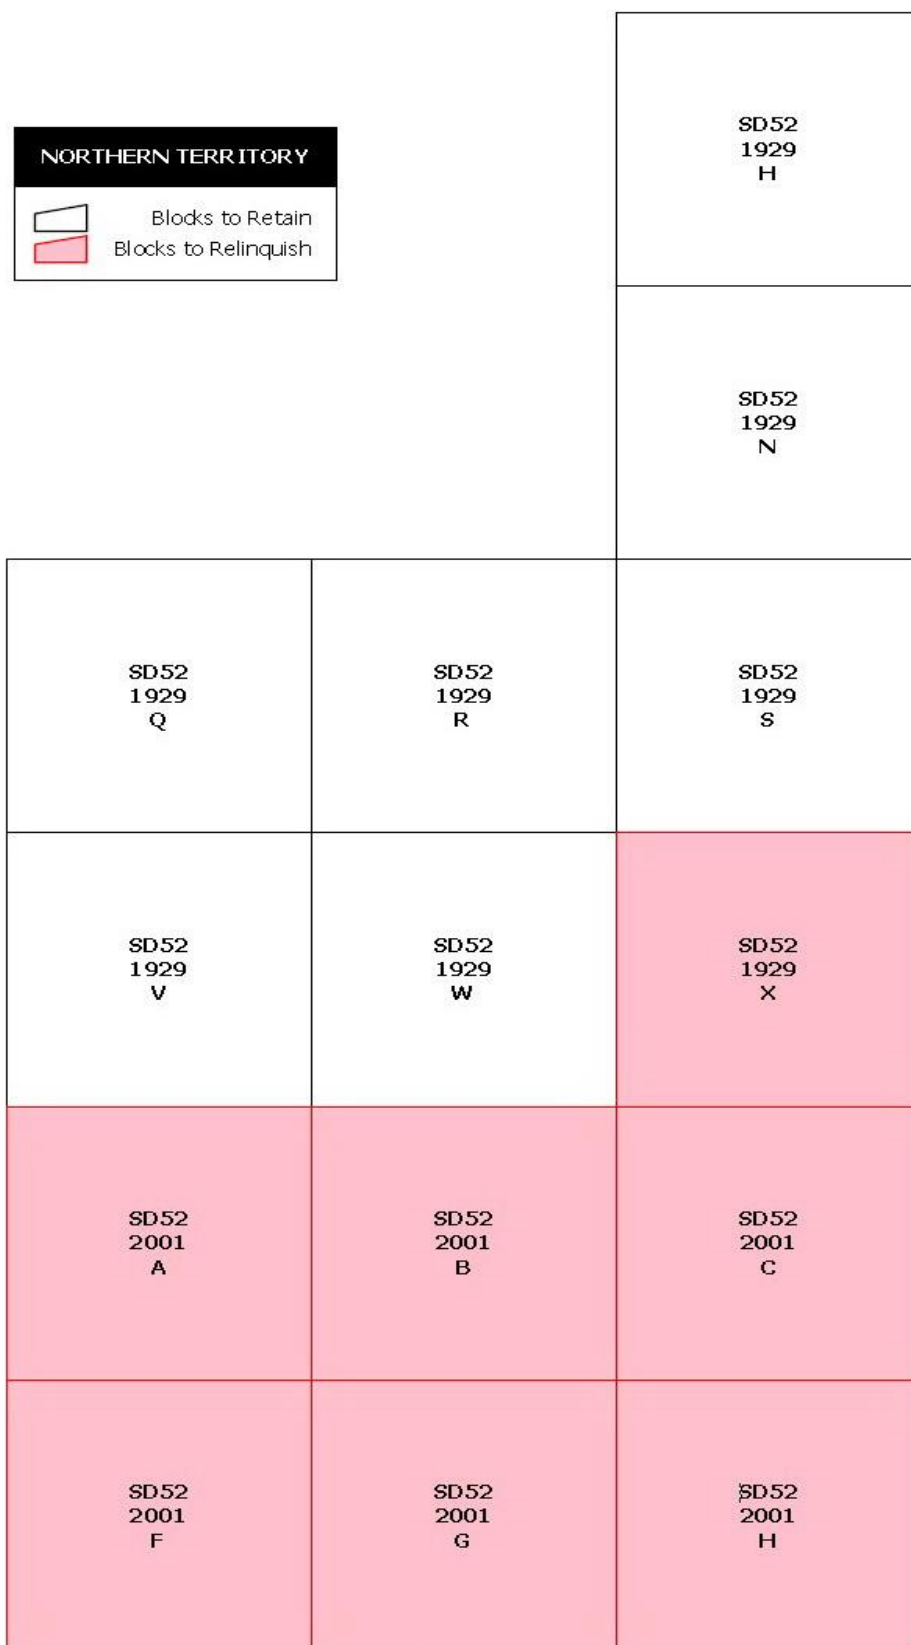 NORTHERN TERRITORY
Blocks to Retain
Blocks to Relinquish
SD52
1929
H
SD52
1929
N
SD52
1929
Q
SD52
1929
R
SD52
1929
S
SD52
1929
V
SD52
1929
W
SD52
1929
X
SD52
2001
A
SD52
2001
B
SD52
2001
C
SD52
2001
F
SD52
2001
G
SD52
2001
H